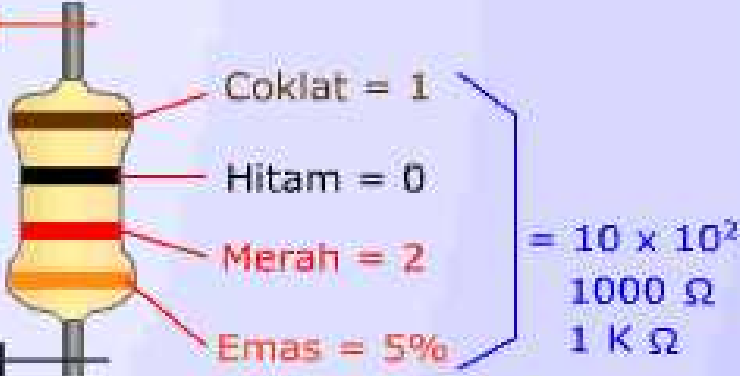 Coklat = 1
Hitam = 0
Merah = 2
Emas = 5%
= 10 x 10²
1000 Ω
1 K Ω